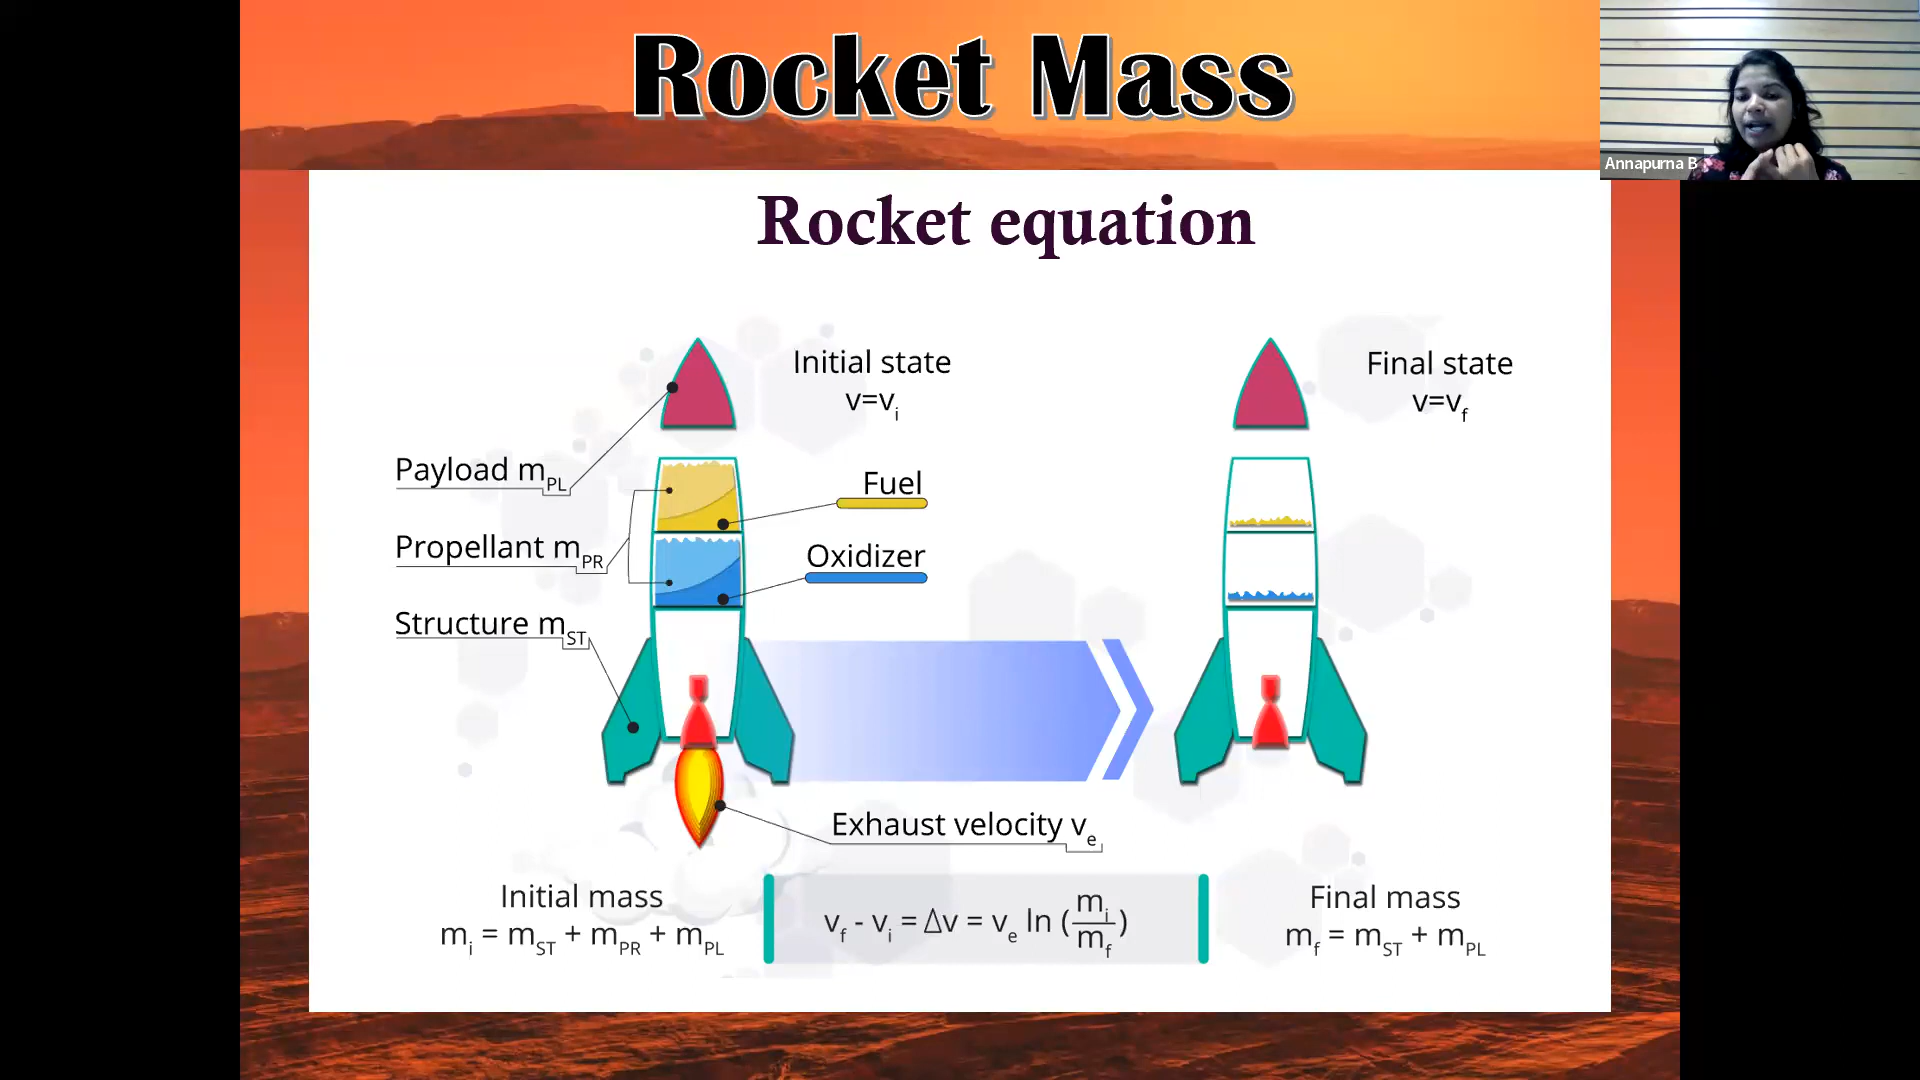 Rocket Mass
Annapurna B
Rocket equation
Initial state
v=vi
Final state
v=vf
Payload mPL
Fuel
Propellant mPR
Oxidizer
Structure mST
Exhaust velocity ve
Initial mass
mi = mST + mPR + mPL
vf - vi = Δv = ve ln (mi/mf)
Final mass
mf = mST + mPL